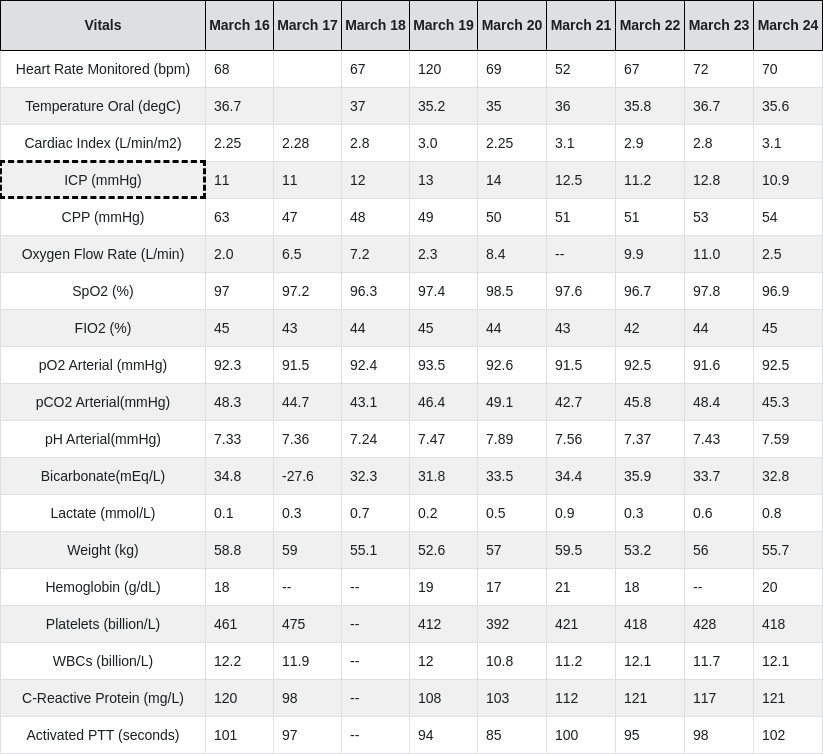 Vitals March 16 March 17 March 18 March 19 March 20 March 21 March 22 March 23 March 24
Heart Rate Monitored (bpm) 68 67 120 69 52 67 72 70
Temperature Oral (degC) 36.7 37 35.2 35 36 35.8 36.7 35.6
Cardiac Index (L/min/m2) 2.25 2.28 2.8 3.0 2.25 3.1 2.9 2.8 3.1
ICP (mmHg) 11 11 12 13 14 12.5 11.2 12.8 10.9
CPP (mmHg) 63 47 48 49 50 51 51 53 54
Oxygen Flow Rate (L/min) 2.0 6.5 7.2 2.3 8.4 -- 9.9 11.0 2.5
SpO2 (%) 97 97.2 96.3 97.4 98.5 97.6 96.7 97.8 96.9
FIO2 (%) 45 43 44 45 44 43 42 44 45
pO2 Arterial (mmHg) 92.3 91.5 92.4 93.5 92.6 91.5 92.5 91.6 92.5
pCO2 Arterial(mmHg) 48.3 44.7 43.1 46.4 49.1 42.7 45.8 48.4 45.3
pH Arterial(mmHg) 7.33 7.36 7.24 7.47 7.89 7.56 7.37 7.43 7.59
Bicarbonate(mEq/L) 34.8 -27.6 32.3 31.8 33.5 34.4 35.9 33.7 32.8
Lactate (mmol/L) 0.1 0.3 0.7 0.2 0.5 0.9 0.3 0.6 0.8
Weight (kg) 58.8 59 55.1 52.6 57 59.5 53.2 56 55.7
Hemoglobin (g/dL) 18 -- -- 19 17 21 18 -- 20
Platelets (billion/L) 461 475 -- 412 392 421 418 428 418
WBCs (billion/L) 12.2 11.9 -- 12 10.8 11.2 12.1 11.7 12.1
C-Reactive Protein (mg/L) 120 98 -- 108 103 112 121 117 121
Activated PTT (seconds) 101 97 -- 94 85 100 95 98 102